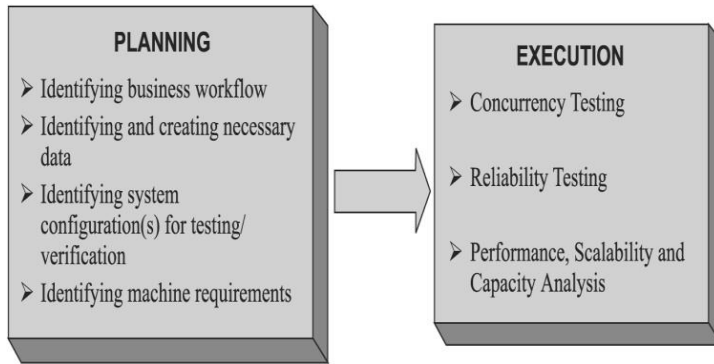 PLANNING
➢ Identifying business workflow
➢ Identifying and creating necessary
data
➢ Identifying system
configuration(s) for testing/
verification
➢ Identifying machine requirements
EXECUTION
➢ Concurrency Testing
➢ Reliability Testing
➢ Performance, Scalability and
Capacity Analysis